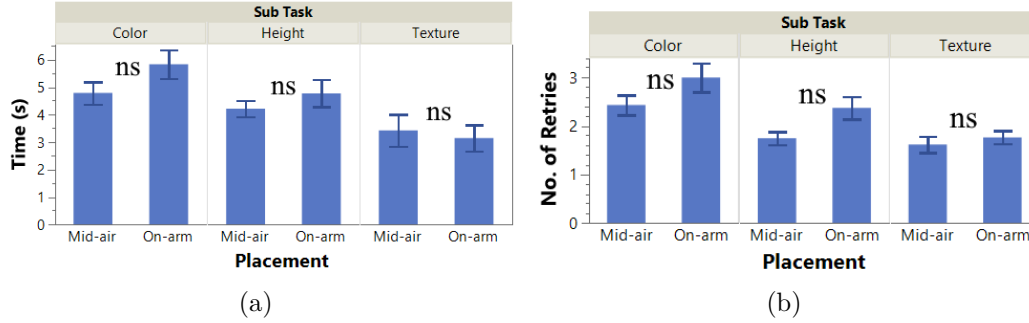 Sub Task
Color Height Texture
Time (s)
6
5
4
3
2
1
0
ns ns ns
Mid-air On-arm Mid-air On-arm Mid-air On-arm
Placement
(a)
Sub Task
Color Height Texture
No. of Retries
3
2
1
0
ns ns ns
Mid-air On-arm Mid-air On-arm Mid-air On-arm
Placement
(b)